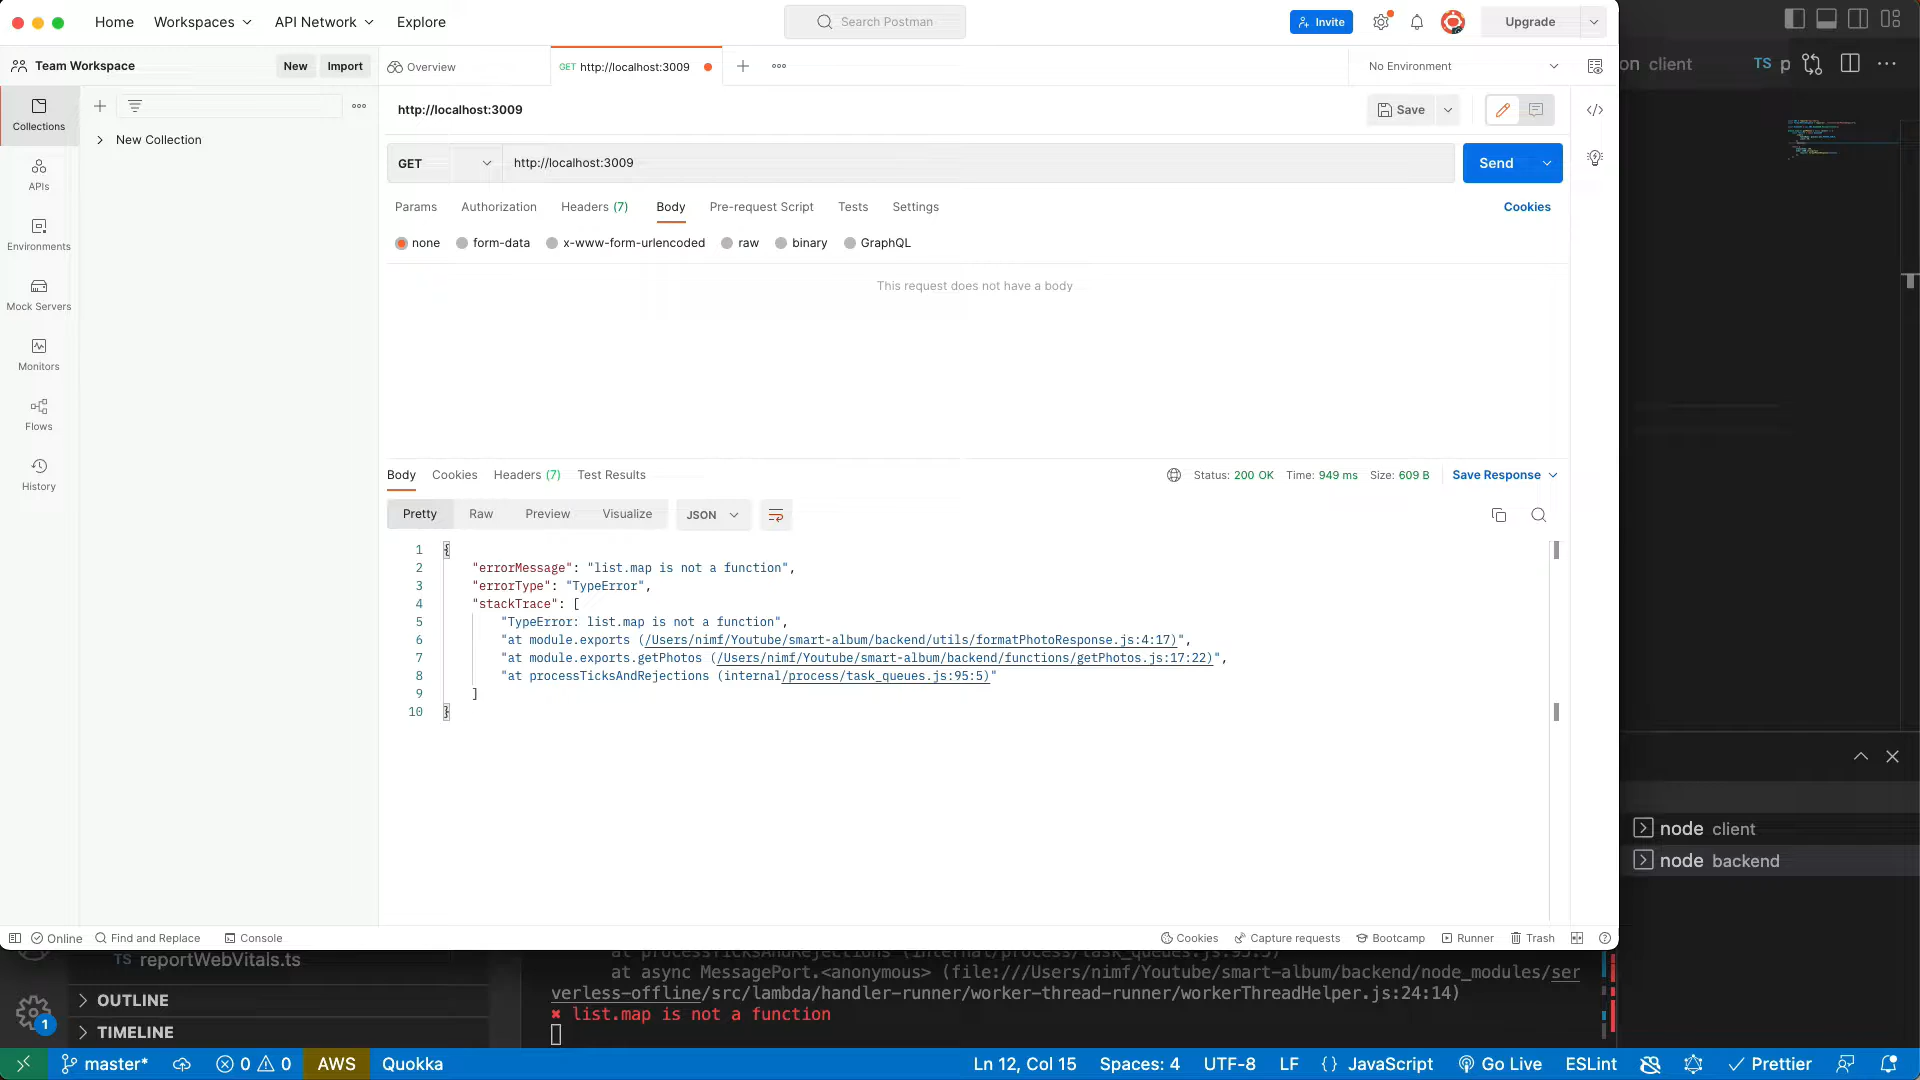 Home Workspaces API Network Explore Search Postman Invite Upgrade
Team Workspace New Import Overview GET http://localhost:3009 No Environment on client TS p
http://localhost:3009 Save
Collections
New Collection
GET http://localhost:3009 Send
APIs
Params Authorization Headers (7) Body Pre-request Script Tests Settings Cookies
Environments none form-data x-www-form-urlencoded raw binary GraphQL
This request does not have a body
Mock Servers
Monitors
Flows
Body Cookies Headers (7) Test Results Status: 200 OK Time: 949 ms Size: 609 B Save Response
History
Pretty Raw Preview Visualize JSON
1 {
2 "errorMessage": "list.map is not a function",
3 "errorType": "TypeError",
4 "stackTrace": [
5 "TypeError: list.map is not a function",
6 "at module.exports (/Users/nimf/Youtube/smart-album/backend/utils/formatPhotoResponse.js:4:17)",
7 "at module.exports.getPhotos (/Users/nimf/Youtube/smart-album/backend/functions/getPhotos.js:17:22)",
8 "at processTicksAndRejections (internal/process/task_queues.js:95:5)"
9 ]
10 }
node client
node backend
Online Find and Replace Console Cookies Capture requests Bootcamp Runner Trash
at processTicksAndRejections (internal/process/task_queues.js:95:5)
TS reportWebVitals.ts
at async MessagePort.<anonymous> (file:///Users/nimf/Youtube/smart-album/backend/node_modules/ser
verless-offline/src/lambda/handler-runner/worker-thread-runner/workerThreadHelper.js:24:14)
OUTLINE
✖ list.map is not a function
1
TIMELINE
master* 0 0 AWS Quokka Ln 12, Col 15 Spaces: 4 UTF-8 LF {} JavaScript Go Live ESLint Prettier